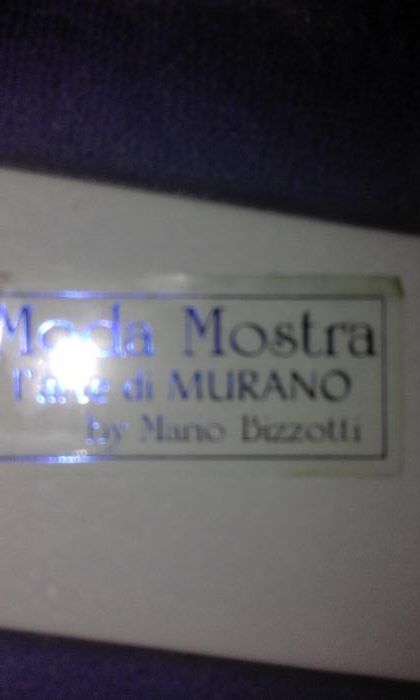 Moda Mostra
l'arte di MURANO
by Mario Bizzotti